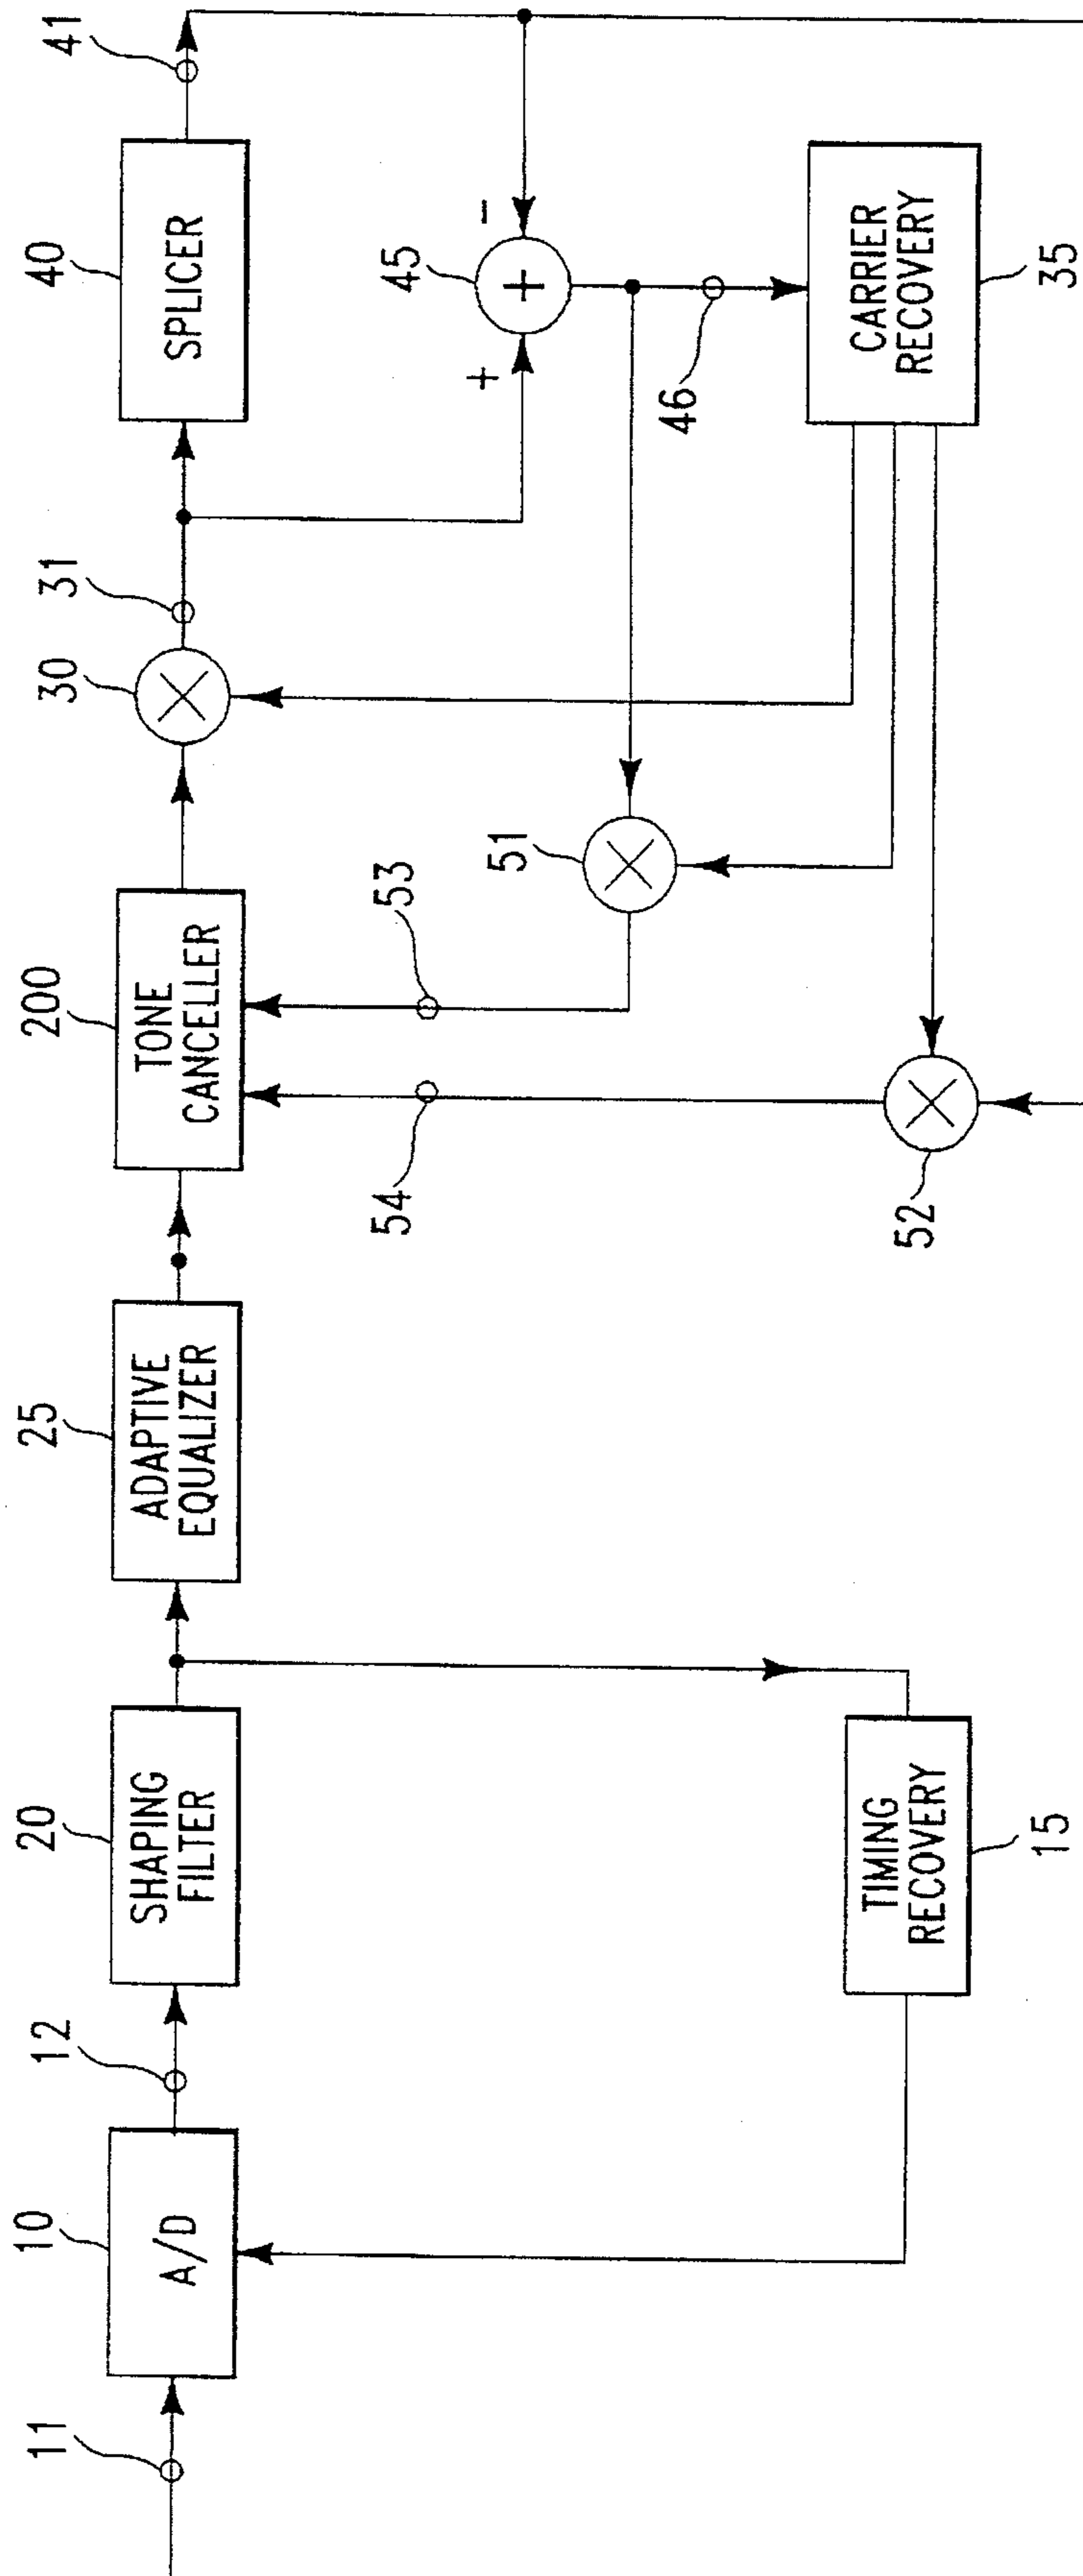 11
10
A/D
12
20
SHAPING
FILTER
15
TIMING
RECOVERY
25
ADAPTIVE
EQUALIZER
200
TONE
CANCELLER
54
53
52
51
30
31
40
SPLICER
41
+
-
45
+
46
CARRIER
RECOVERY
35